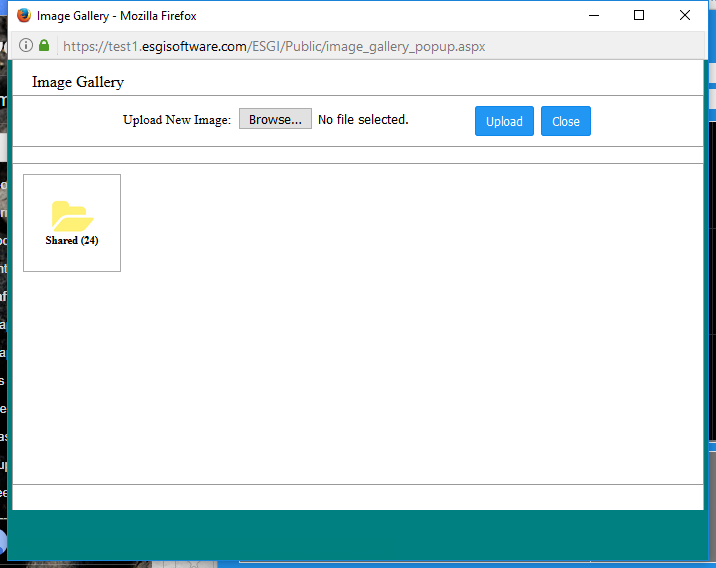 Image Gallery - Mozilla Firefox
https://test1.esgisoftware.com/ESGI/Public/image_gallery_popup.aspx
Image Gallery
Upload New Image: Browse... No file selected. Upload Close
Shared (24)